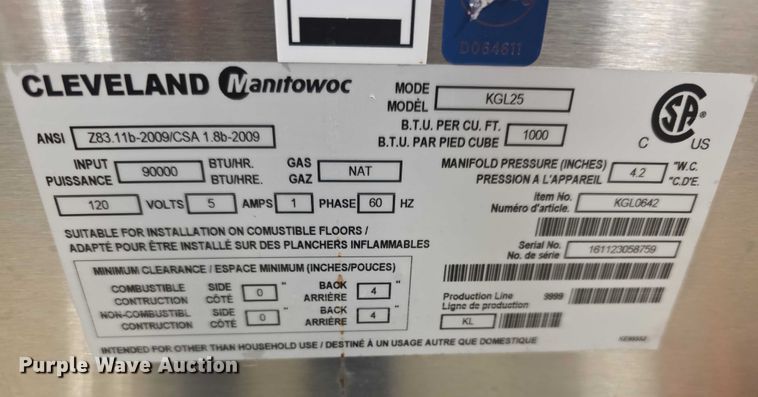 D064611
CLEVELAND Manitowoc
MODE
MODÈL KGL25
ANSI Z83.11b-2009/CSA 1.8b-2009
B.T.U. PER CU. FT.
B.T.U. PAR PIED CUBE 1000
C US
INPUT
PUISSANCE 90000 BTU/HR.
BTU/HRE.
GAS
GAZ NAT
MANIFOLD PRESSURE (INCHES)
PRESSION A L'APPAREIL 4.2 "W.C.
"C.D'E.
120 VOLTS 5 AMPS 1 PHASE 60 HZ
Item No.
Numéro d'article. KGL0642
SUITABLE FOR INSTALLATION ON COMUSTIBLE FLOORS /
ADAPTÉ POUR ÊTRE INSTALLÉ SUR DES PLANCHERS INFLAMMABLES
Serial No.
No. de série 161123058759
MINIMUM CLEARANCE / ESPACE MINIMUM (INCHES/POUCES)
COMBUSTIBLE
CONTRUCTION SIDE
CÔTÉ 0 " BACK
ARRIÈRE 4 "
NON-COMBUSTIBL
CONTRUCTION SIDE
CÔTÉ 0 " BACK
ARRIÈRE 4 "
Production Line 9999
Ligne de production
KL
INTENDED FOR OTHER THAN HOUSEHOLD USE / DESTINÉ À UN USAGE AUTRE QUE DOMESTIQUE
Purple Wave Auction